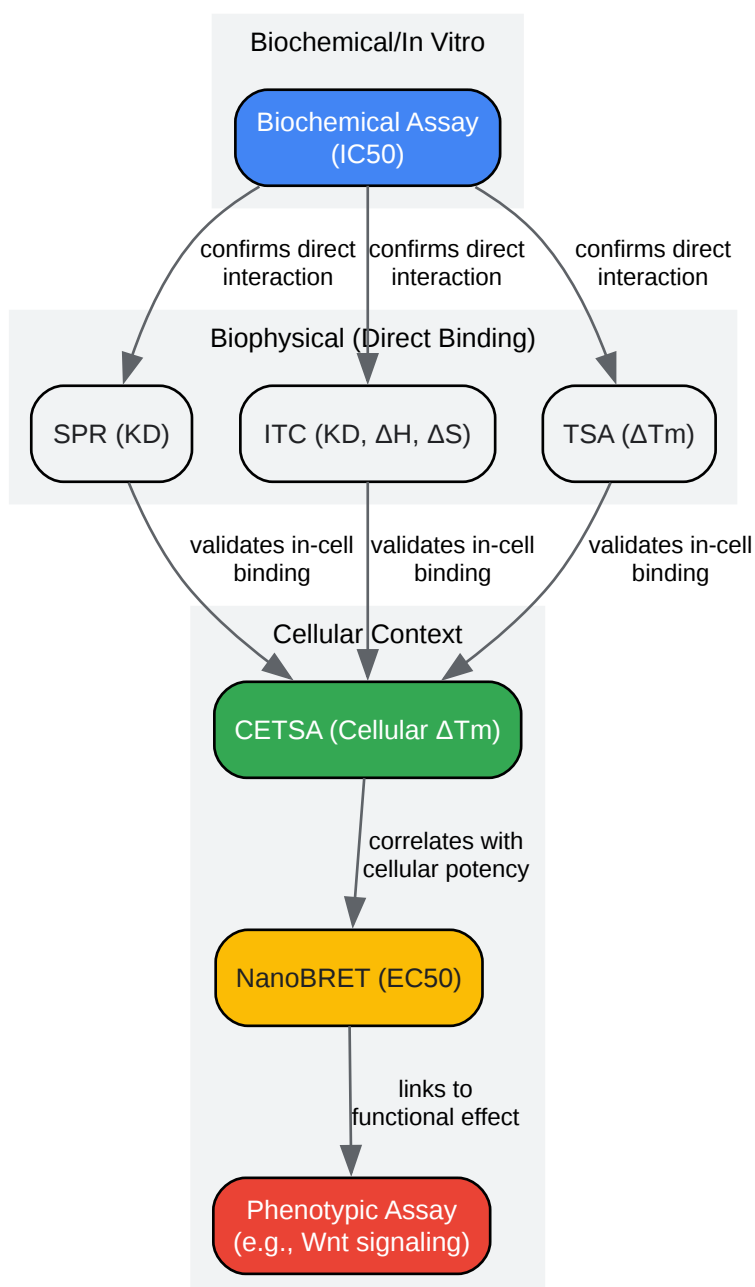 Biochemical/In Vitro
Biochemical Assay
(IC50)
confirms direct
interaction
confirms direct
interaction
confirms direct
interaction
Biophysical (Direct Binding)
SPR (KD)
ITC (KD, ΔH, ΔS)
TSA (ΔTm)
validates in-cell
binding
validates in-cell
binding
validates in-cell
binding
Cellular Context
CETSA (Cellular ΔTm)
correlates with
cellular potency
NanoBRET (EC50)
links to
functional effect
Phenotypic Assay
(e.g., Wnt signaling)